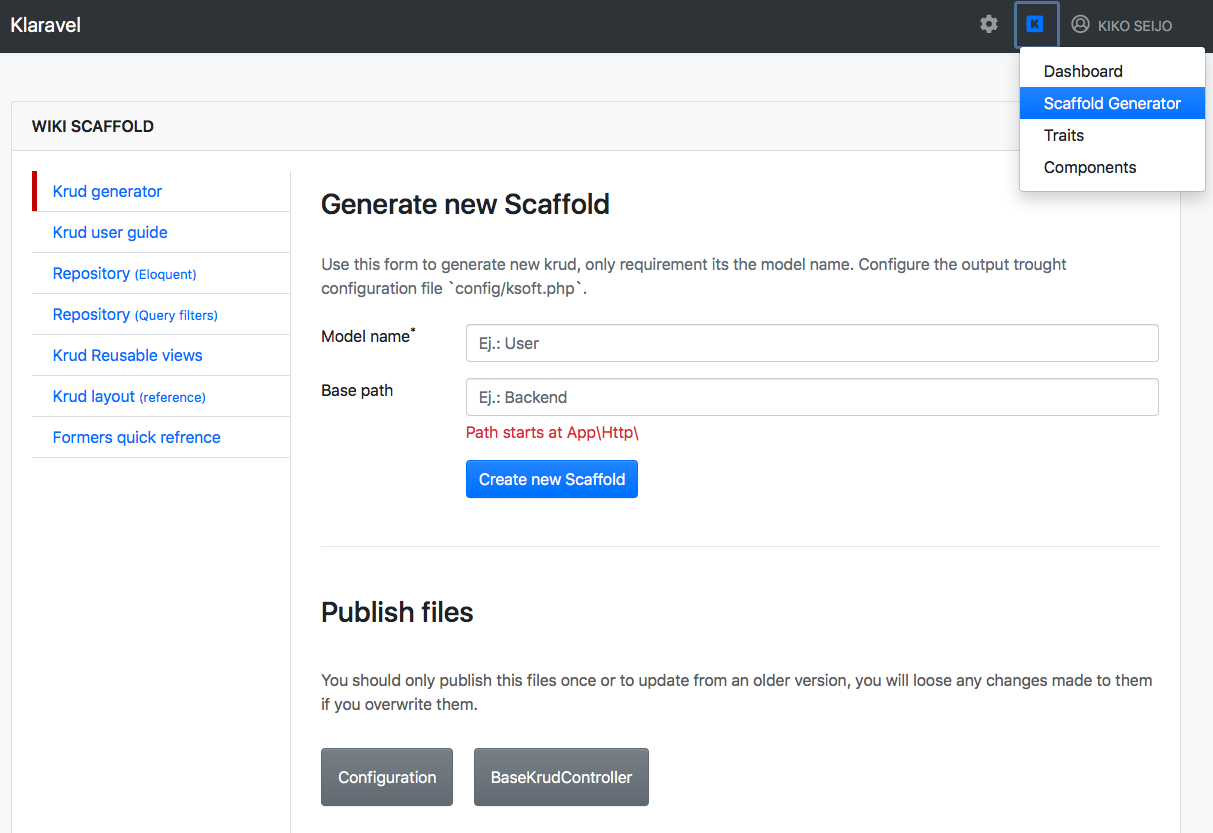 Klaravel
K
KIKO SEIJO
Dashboard
Scaffold Generator
Traits
Components
WIKI SCAFFOLD
Krud generator
Krud user guide
Repository (Eloquent)
Repository (Query filters)
Krud Reusable views
Krud layout (reference)
Formers quick refrence
Generate new Scaffold
Use this form to generate new krud, only requirement its the model name. Configure the output trought
configuration file `config/ksoft.php`.
Model name*
Ej.: User
Base path
Ej.: Backend
Path starts at App\Http\
Create new Scaffold
Publish files
You should only publish this files once or to update from an older version, you will loose any changes made to them
if you overwrite them.
Configuration
BaseKrudController